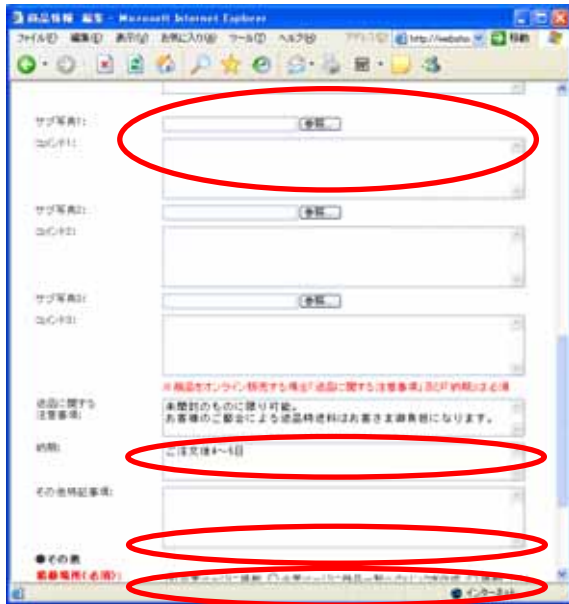 商品情報 編集 - Microsoft Internet Explorer
ファイル(F) 編集(E) 表示(V) お気に入り(A) ツール(T) ヘルプ(H)
移動
サブ写真1:
参照...
コメント1:
サブ写真2:
参照...
コメント2:
サブ写真3:
参照...
コメント3:
※商品をオンライン販売する場合「返品に関する注意事項」及び「納期」は必須
返品に関する
注意事項:
未開封のものに限り可能。
お客様のご都合による返品時送料はお客さま御負担になります。
納期:
ご注文後4～5日
その他特記事項:
●その他
掲載場所(必須):
インターネット